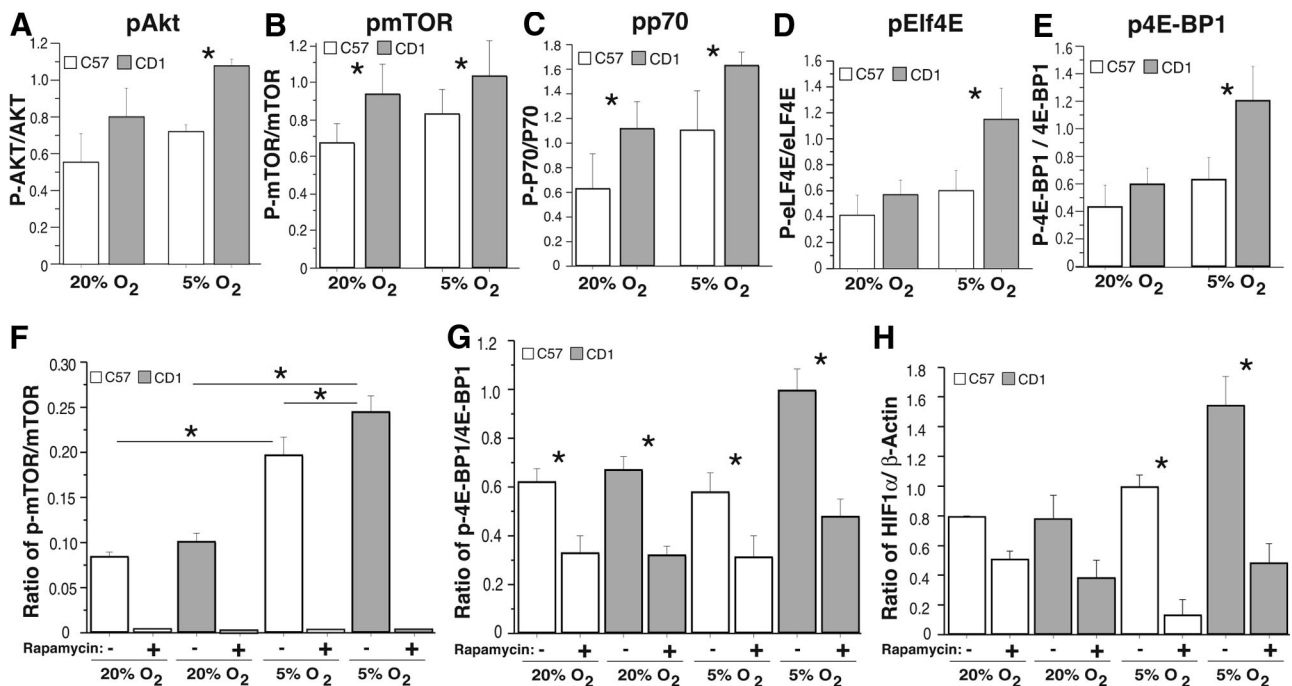 A
pAkt
P-AKT/AKT
1.2
1.0
0.8
0.6
0.4
0.2
0
C57 CD1
*
20% O2 5% O2
B
pmTOR
P-mTOR/mTOR
1.2
1.0
0.8
0.6
0.4
0.2
0
C57 CD1
* *
20% O2 5% O2
C
pp70
P-P70/P70
1.8
1.6
1.4
1.2
1.0
0.8
0.6
0.4
0.2
0
C57 CD1
* *
20% O2 5% O2
D
pElf4E
P-eLF4E/eLF4E
1.6
1.4
1.2
1.0
0.8
0.6
0.4
0.2
C57 CD1
*
20% O2 5% O2
E
p4E-BP1
P-4E-BP1 / 4E-BP1
1.6
1.4
1.2
1.0
0.8
0.6
0.4
0.2
0
C57 CD1
*
20% O2 5% O2
F
Ratio of p-mTOR/mTOR
0.30
0.25
0.20
0.15
0.10
0.05
0
C57 CD1
*
*
*
Rapamycin: - + - + - + - +
20% O2 20% O2 5% O2 5% O2
G
Ratio of p-4E-BP1/4E-BP1
1.2
1.0
0.8
0.6
0.4
0.2
0
C57 CD1
* * * *
Rapamycin: - + - + - + - +
20% O2 20% O2 5% O2 5% O2
H
Ratio of HIF1α/ β-Actin
1.8
1.6
1.4
1.2
1.0
0.8
0.6
0.4
0.2
0
C57 CD1
* *
Rapamycin: - + - + - + - +
20% O2 20% O2 5% O2 5% O2